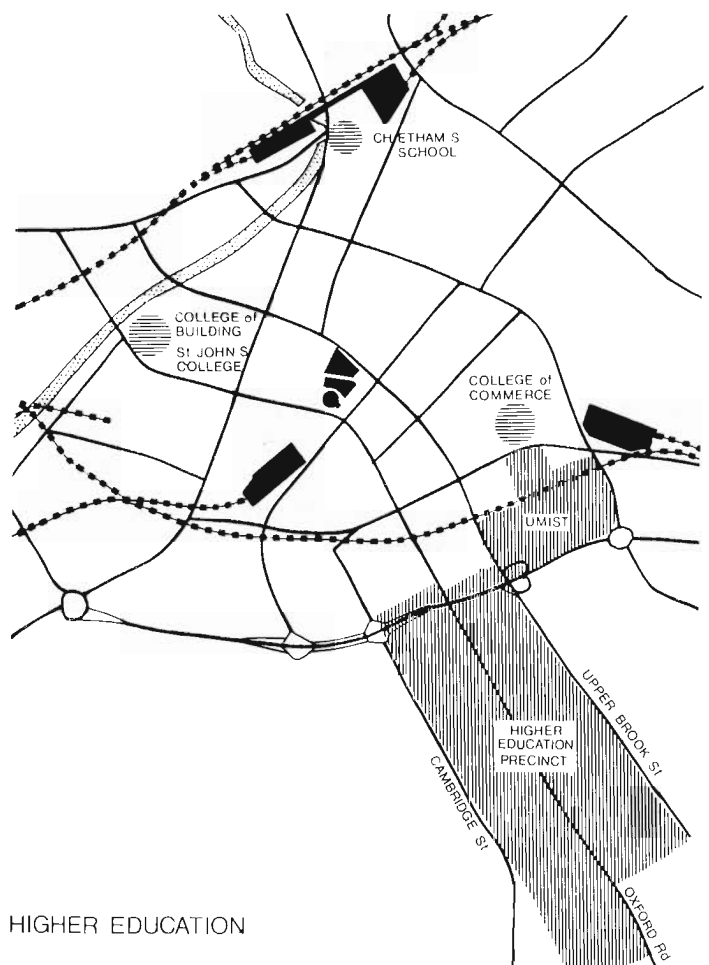 CHETHAM S
SCHOOL
COLLEGE of
BUILDING
St JOHN S
COLLEGE
COLLEGE of
COMMERCE
UMIST
HIGHER
EDUCATION
PRECINCT
UPPER BROOK St
CAMBRIDGE St
OXFORD Rd
HIGHER EDUCATION